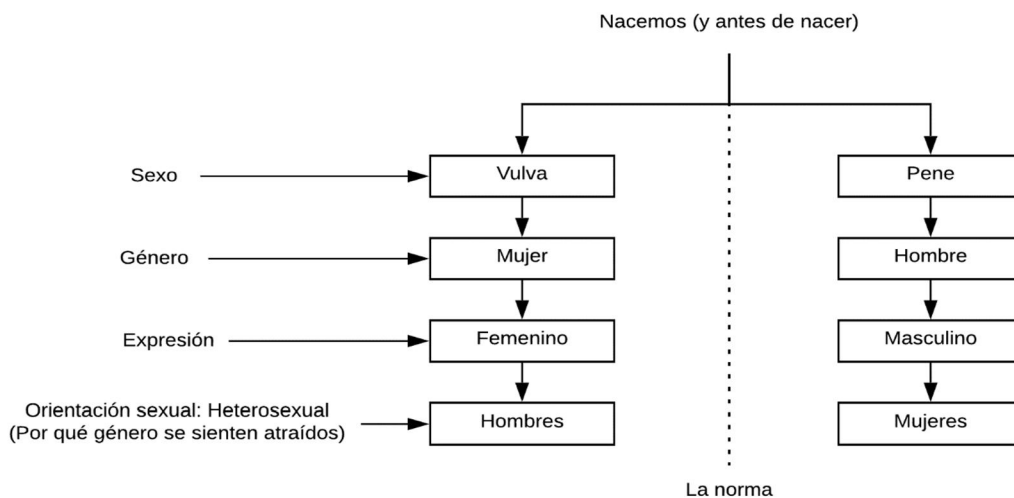 Nacemos (y antes de nacer)
Sexo
Vulva
Pene
Género
Mujer
Hombre
Expresión
Femenino
Masculino
Orientación sexual: Heterosexual
(Por qué género se sienten atraídos)
Hombres
Mujeres
La norma